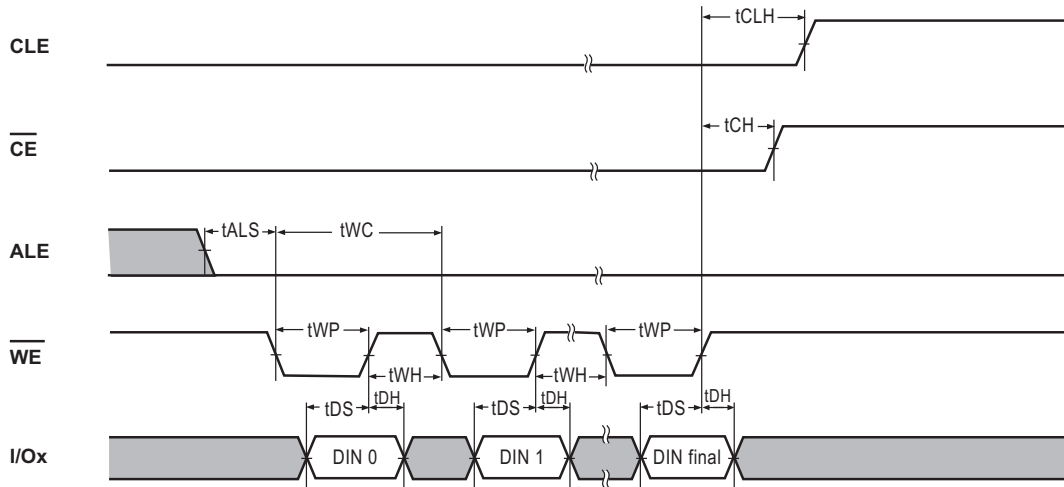 CLE
tCLH
CE
tCH
ALE
tALS
tWC
WE
tWP
tWP
tWP
tWH
tWH
tDS
tDH
tDS
tDH
tDS
tDH
I/Ox
DIN 0
DIN 1
DIN final